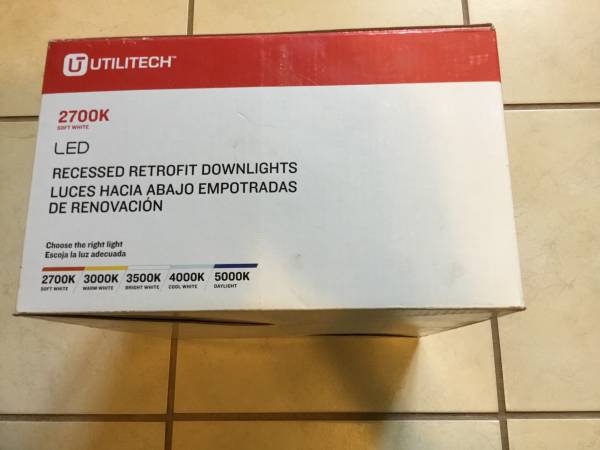 UTILITECH™
2700K
SOFT WHITE
LED
RECESSED RETROFIT DOWNLIGHTS
LUCES HACIA ABAJO EMPOTRADAS
DE RENOVACIÓN
Choose the right light
Escoja la luz adecuada
2700K 3000K 3500K 4000K 5000K
SOFT WHITE WARM WHITE BRIGHT WHITE COOL WHITE DAYLIGHT